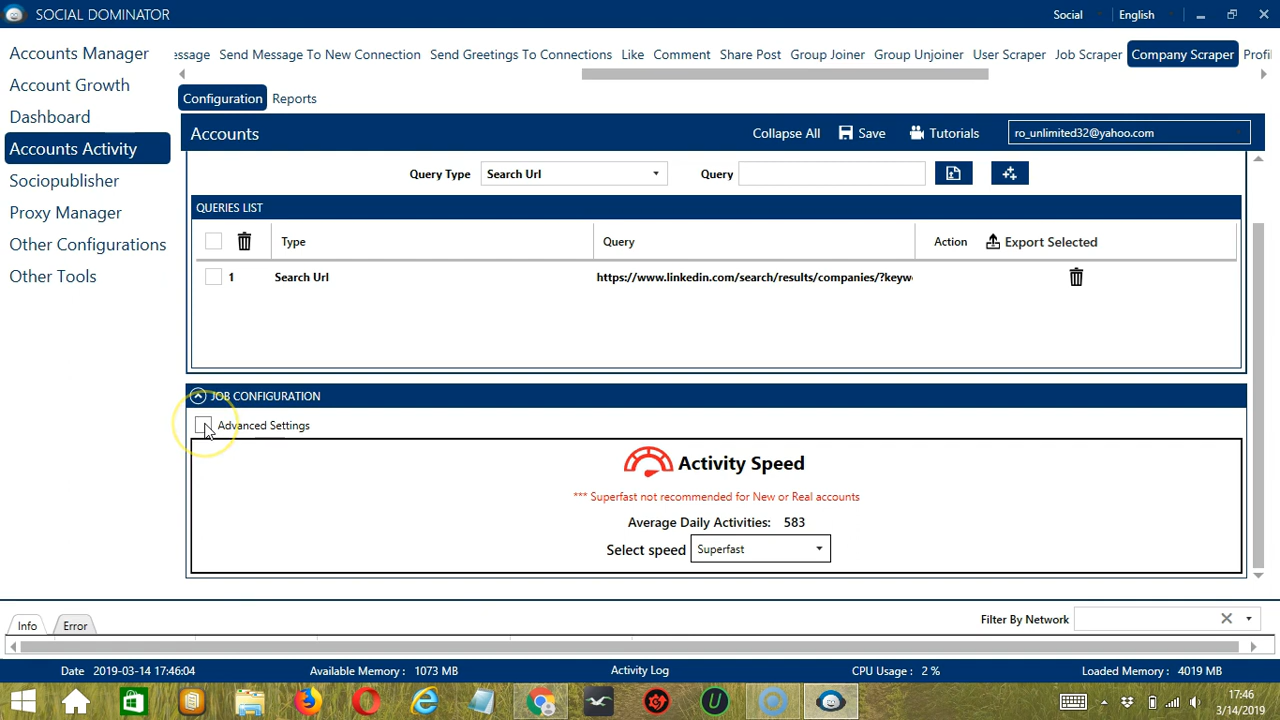 SOCIAL DOMINATOR
Social
English
Accounts Manager
Account Growth
Dashboard
Accounts Activity
Sociopublisher
Proxy Manager
Other Configurations
Other Tools
essage Send Message To New Connection Send Greetings To Connections Like Comment Share Post Group Joiner Group Unjoiner User Scraper Job Scraper Company Scraper Profi
Configuration Reports
Accounts Collapse All Save Tutorials ro_unlimited32@yahoo.com
Query Type Search Url Query
QUERIES LIST
Type Query Action Export Selected
1 Search Url https://www.linkedin.com/search/results/companies/?keyw
JOB CONFIGURATION
Advanced Settings
Activity Speed
*** Superfast not recommended for New or Real accounts
Average Daily Activities: 583
Select speed Superfast
Info Error Filter By Network
Date 2019-03-14 17:46:04 Available Memory : 1073 MB Activity Log CPU Usage : 2 % Loaded Memory : 4019 MB
17:46
3/14/2019